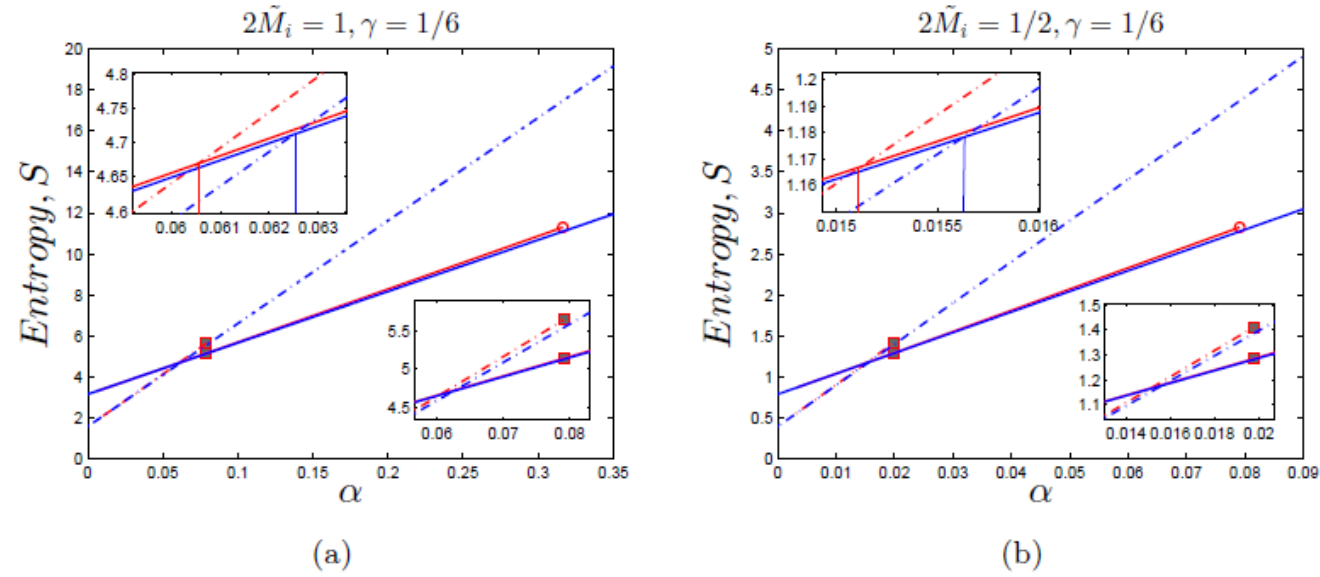 2M̃ᵢ = 1, γ = 1/6
20
18
16
14
12
10
8
6
4
2
0
Entropy, S
4.8
4.75
4.7
4.65
4.6
0.06 0.061 0.062 0.063
5.5
5
4.5
0.06 0.07 0.08
0 0.05 0.1 0.15 0.2 0.25 0.3 0.35
α
(a)
2M̃ᵢ = 1/2, γ = 1/6
5
4.5
4
3.5
3
2.5
2
1.5
1
0.5
0
Entropy, S
1.2
1.19
1.18
1.17
1.16
0.015 0.0155 0.016
1.5
1.4
1.3
1.2
1.1
0.014 0.016 0.018 0.02
0 0.01 0.02 0.03 0.04 0.05 0.06 0.07 0.08 0.09
α
(b)